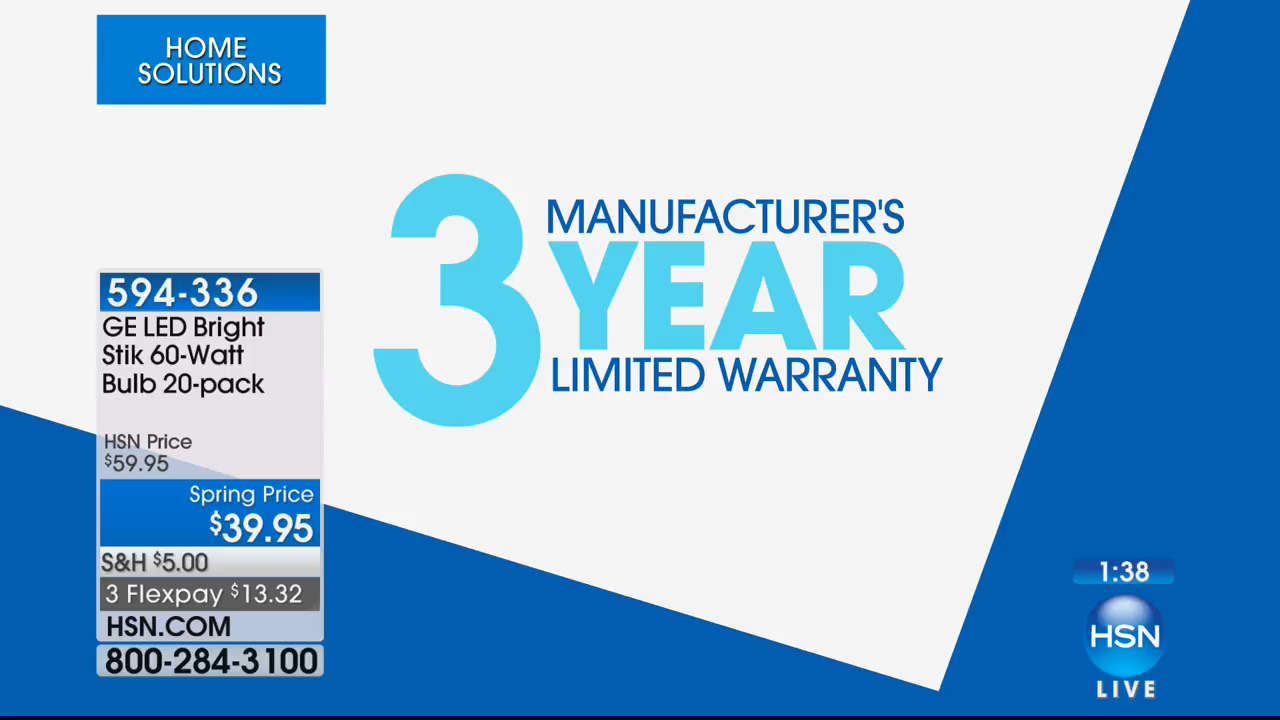 HOME
SOLUTIONS
3
MANUFACTURER'S
YEAR
LIMITED WARRANTY
594-336
GE LED Bright
Stik 60-Watt
Bulb 20-pack
HSN Price
$59.95
Spring Price
$39.95
S&H $5.00
3 Flexpay $13.32
HSN.COM
800-284-3100
1:38
HSN
LIVE